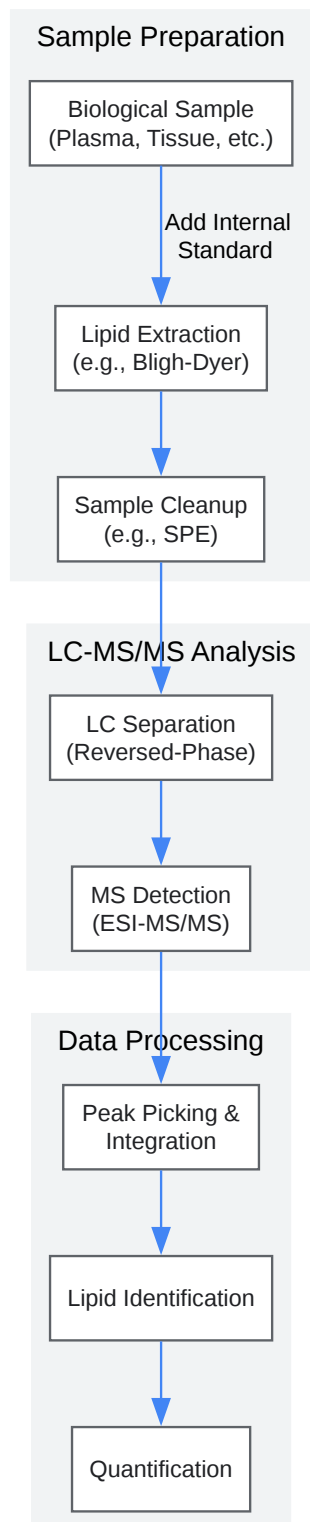 Sample Preparation
Biological Sample
(Plasma, Tissue, etc.)
Add Internal
Standard
Lipid Extraction
(e.g., Bligh-Dyer)
Sample Cleanup
(e.g., SPE)
LC-MS/MS Analysis
LC Separation
(Reversed-Phase)
MS Detection
(ESI-MS/MS)
Data Processing
Peak Picking &
Integration
Lipid Identification
Quantification